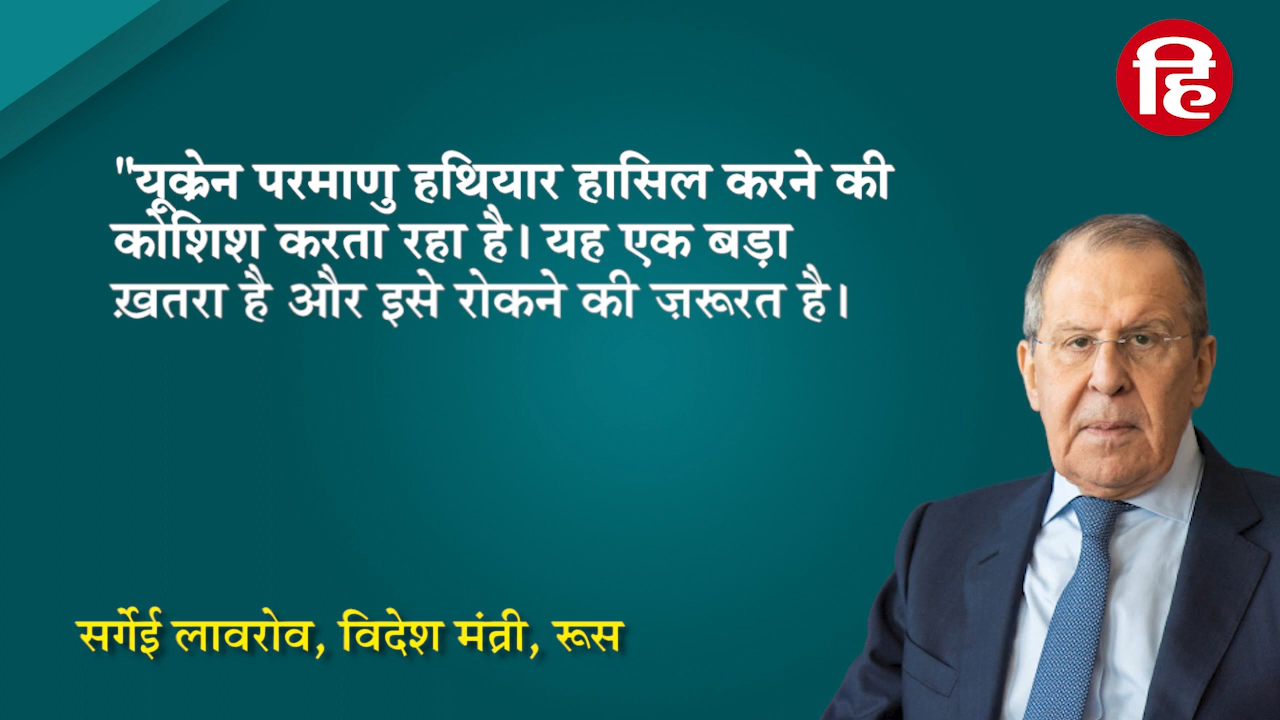 हि
"यूक्रेन परमाणु हथियार हासिल करने की
कोशिश करता रहा है। यह एक बड़ा
ख़तरा है और इसे रोकने की ज़रूरत है।
सर्गेई लावरोव, विदेश मंत्री, रूस